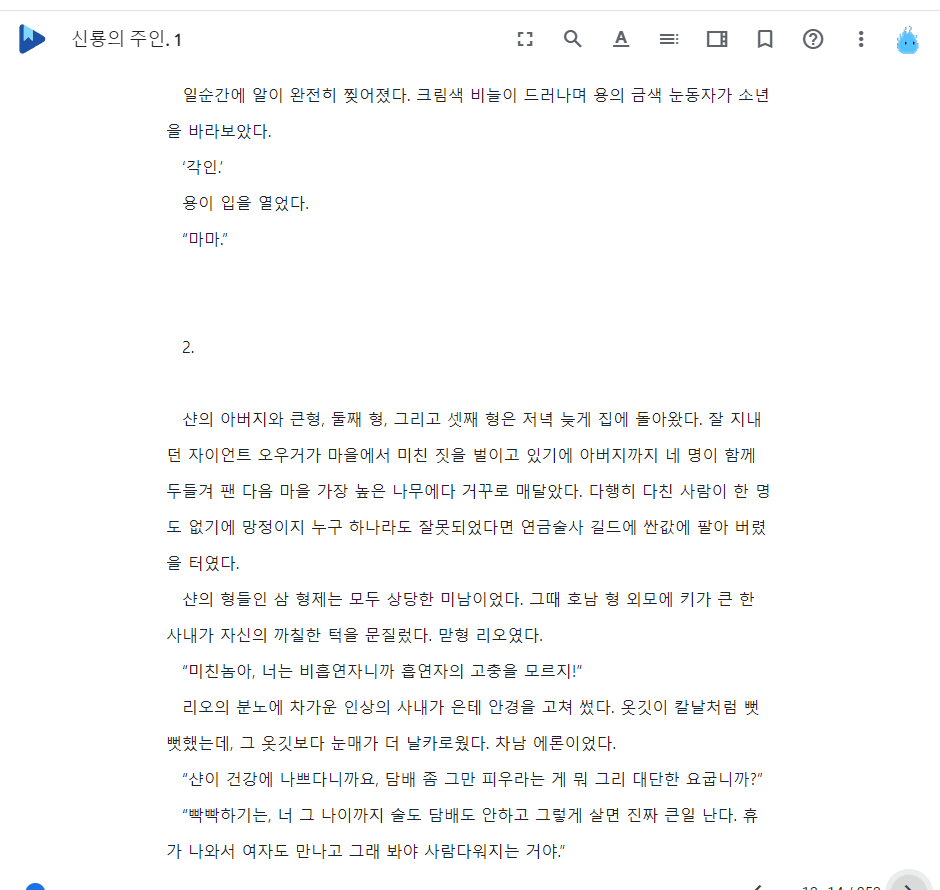 신룡의 주인. 1
일순간에 알이 완전히 찢어졌다. 크림색 비늘이 드러나며 용의 금색 눈동자가 소년
을 바라보았다.
‘각인.’
용이 입을 열었다.
“마마.”
2.
샨의 아버지와 큰형, 둘째 형, 그리고 셋째 형은 저녁 늦게 집에 돌아왔다. 잘 지내
던 자이언트 오우거가 마을에서 미친 짓을 벌이고 있기에 아버지까지 네 명이 함께
두들겨 팬 다음 마을 가장 높은 나무에다 거꾸로 매달았다. 다행히 다친 사람이 한 명
도 없기에 망정이지 누구 하나라도 잘못되었다면 연금술사 길드에 싼값에 팔아 버렸
을 터였다.
샨의 형들인 삼 형제는 모두 상당한 미남이었다. 그때 호남 형 외모에 키가 큰 한
사내가 자신의 까칠한 턱을 문질렀다. 맏형 리오였다.
“미친놈아, 너는 비흡연자니까 흡연자의 고충을 모르지!”
리오의 분노에 차가운 인상의 사내가 은테 안경을 고쳐 썼다. 옷깃이 칼날처럼 뻣
뻣했는데, 그 옷깃보다 눈매가 더 날카로웠다. 차남 에론이었다.
“샨이 건강에 나쁘다니까요, 담배 좀 그만 피우라는 게 뭐 그리 대단한 요굽니까?”
“빡빡하기는, 너 그 나이까지 술도 담배도 안하고 그렇게 살면 진짜 큰일 난다. 휴
가 나와서 여자도 만나고 그래 봐야 사람다워지는 거야.”